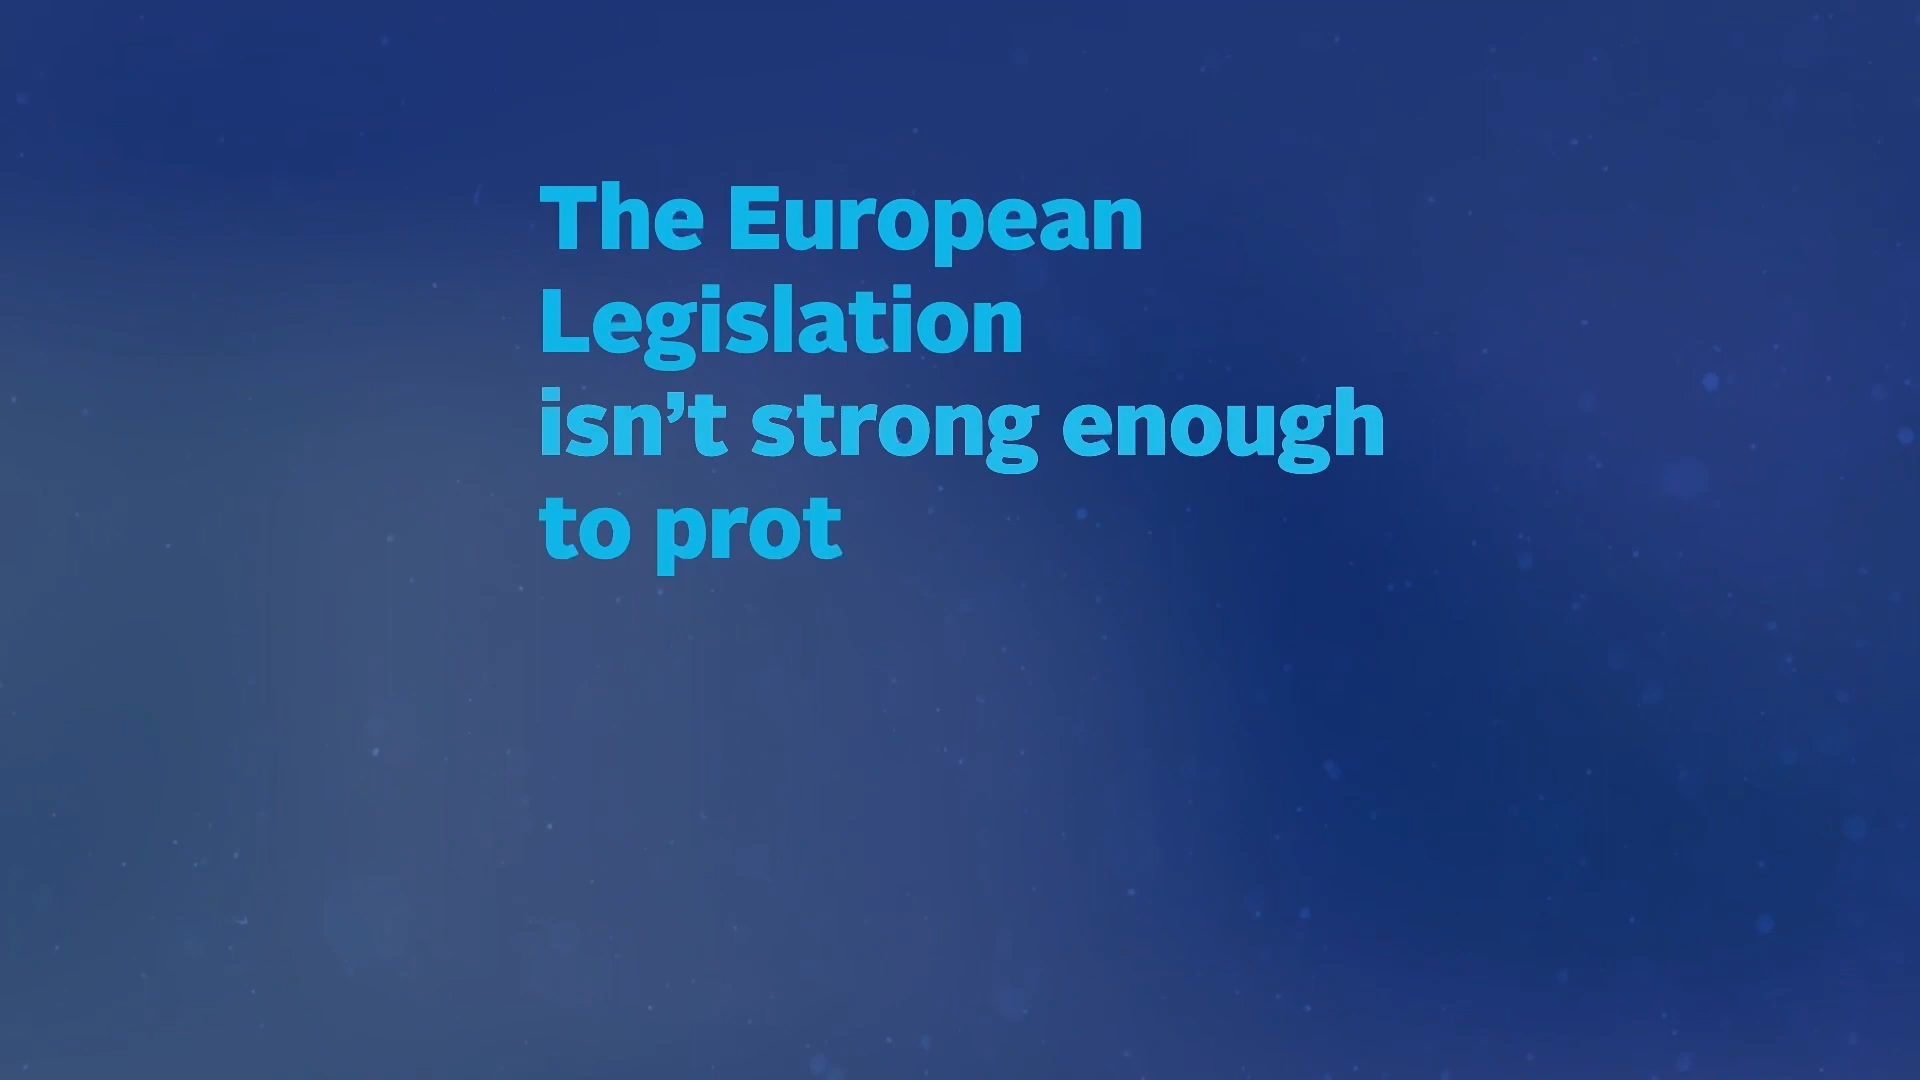 The European
Legislation
isn’t strong enough
to prot